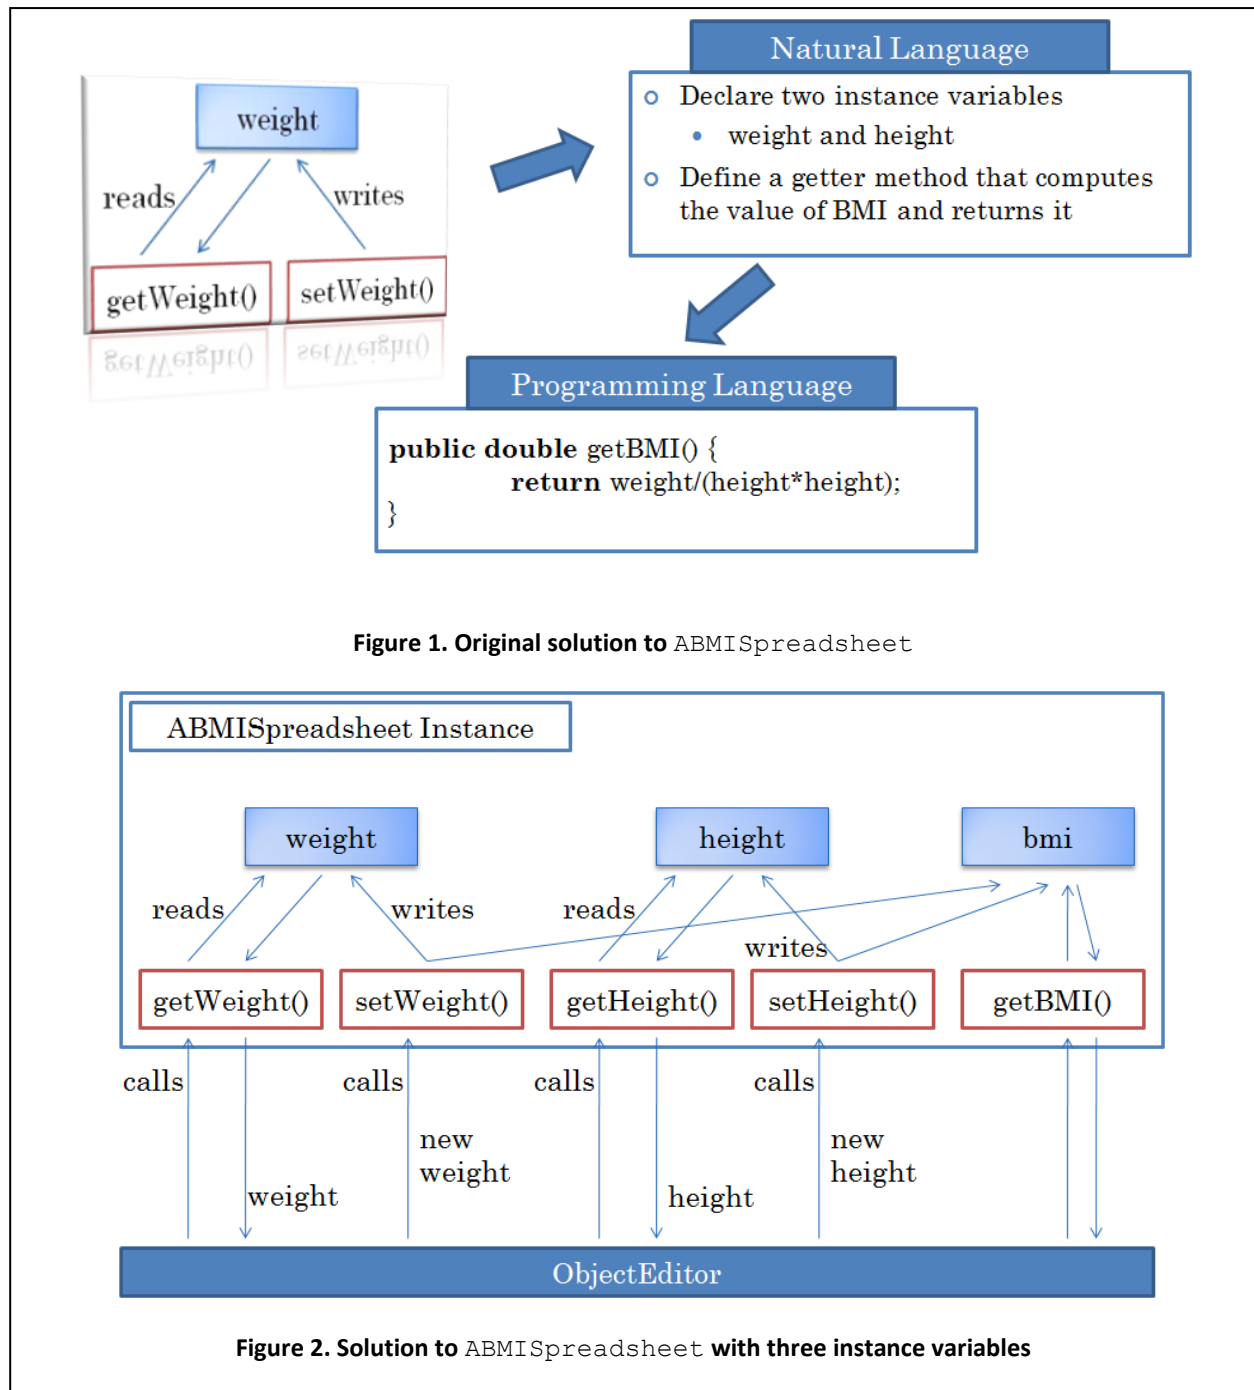 Natural Language
weight
reads
writes
getWeight()
setWeight()
getWeight()
setWeight()
o Declare two instance variables
• weight and height
o Define a getter method that computes
the value of BMI and returns it
Programming Language
public double getBMI() {
return weight/(height*height);
}
Figure 1. Original solution to ABMISpreadsheet
ABMISpreadsheet Instance
weight
height
bmi
reads
writes
reads
writes
getWeight()
setWeight()
getHeight()
setHeight()
getBMI()
calls
calls
calls
calls
new
weight
new
height
weight
height
ObjectEditor
Figure 2. Solution to ABMISpreadsheet with three instance variables